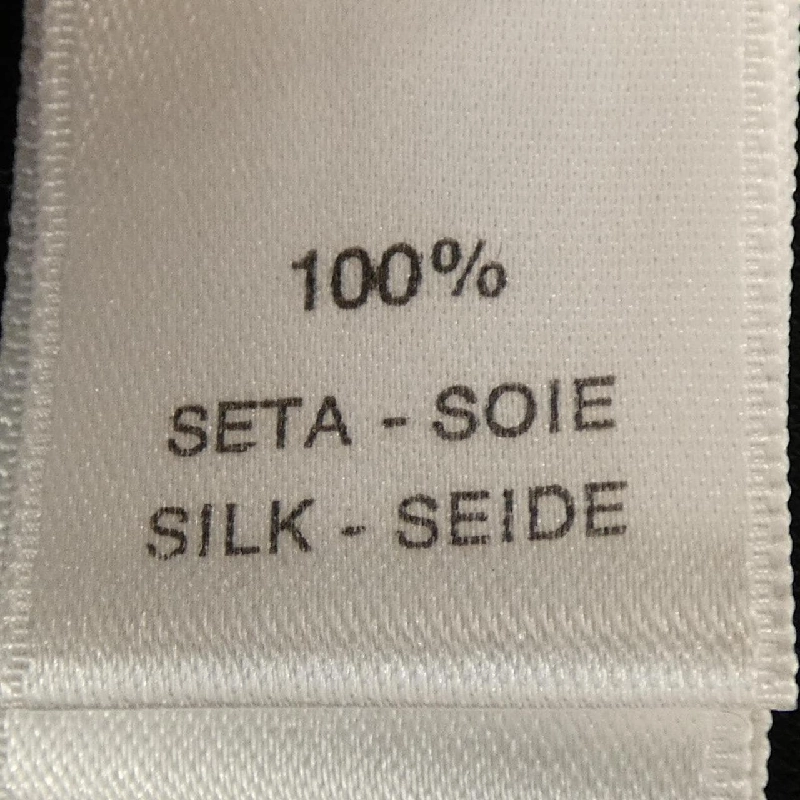 100%
SETA - SOIE
SILK - SEIDE